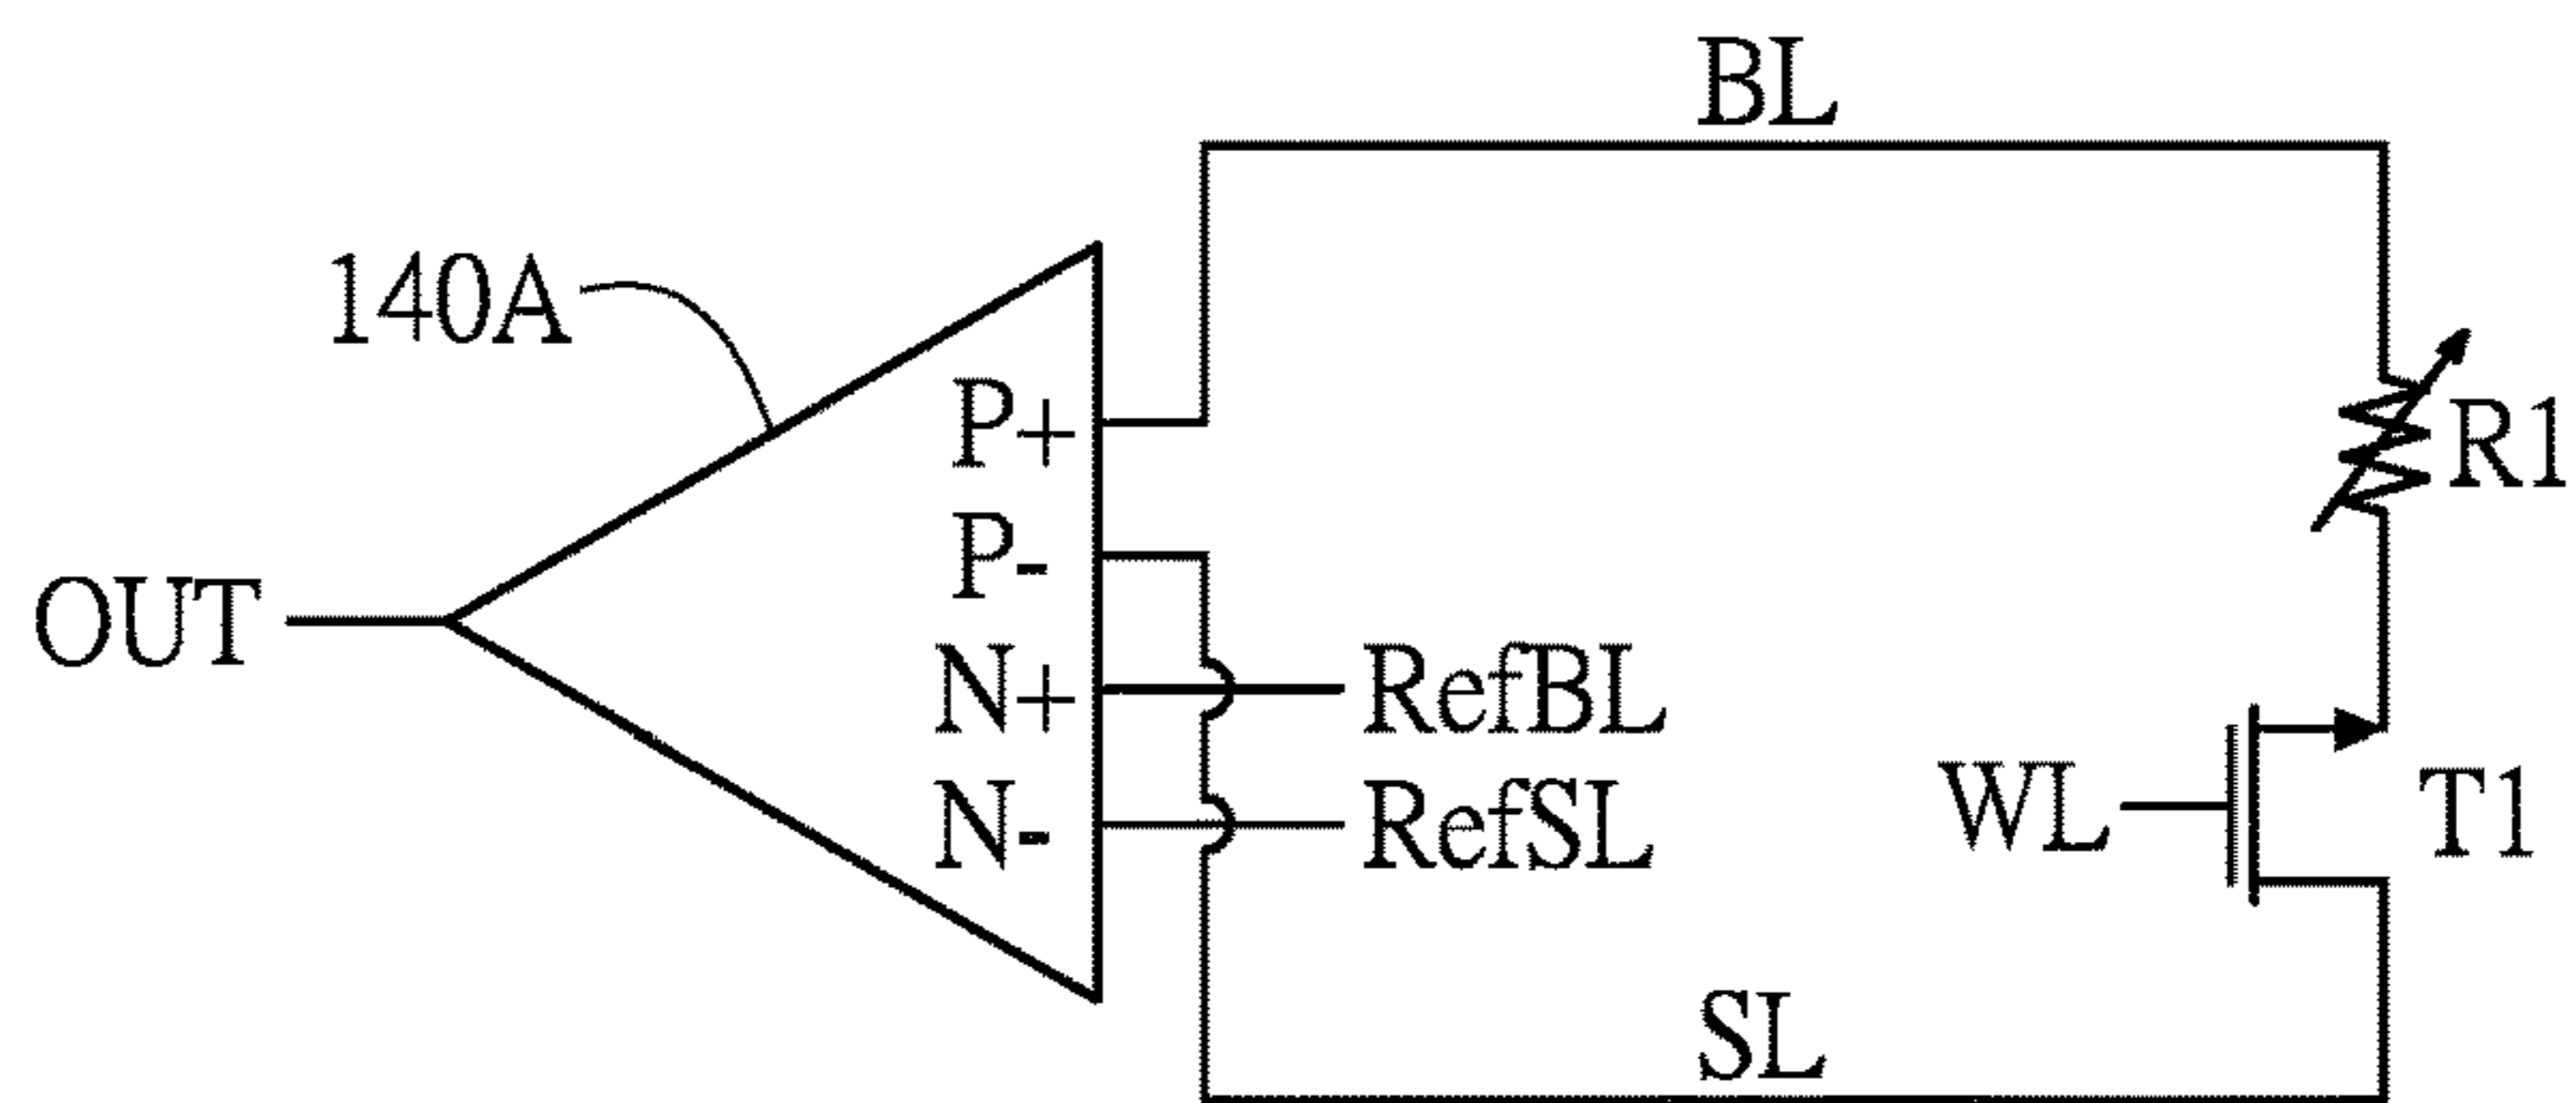 BL
140A
P+
R1
P-
OUT
N+ RefBL
N- RefSL
WL
T1
SL